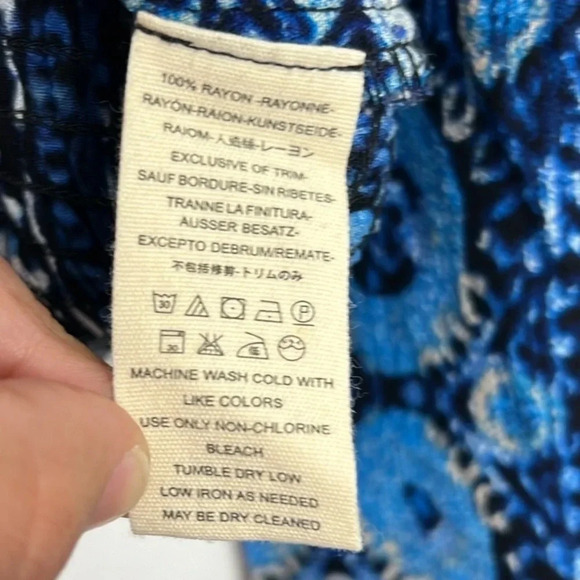 100% RAYON -RAYONNE-
RAYÓN-RAION-KUNSTSEIDE-
RAIOM-人造絲-レーヨン
EXCLUSIVE OF TRIM-
SAUF BORDURE-SIN RIBETES-
TRANNE LA FINITURA-
AUSSER BESATZ-
EXCEPTO DEBRUM/REMATE-
不包括修剪-トリムのみ
30 P
30
MACHINE WASH COLD WITH
LIKE COLORS
USE ONLY NON-CHLORINE
BLEACH
TUMBLE DRY LOW
LOW IRON AS NEEDED
MAY BE DRY CLEANED